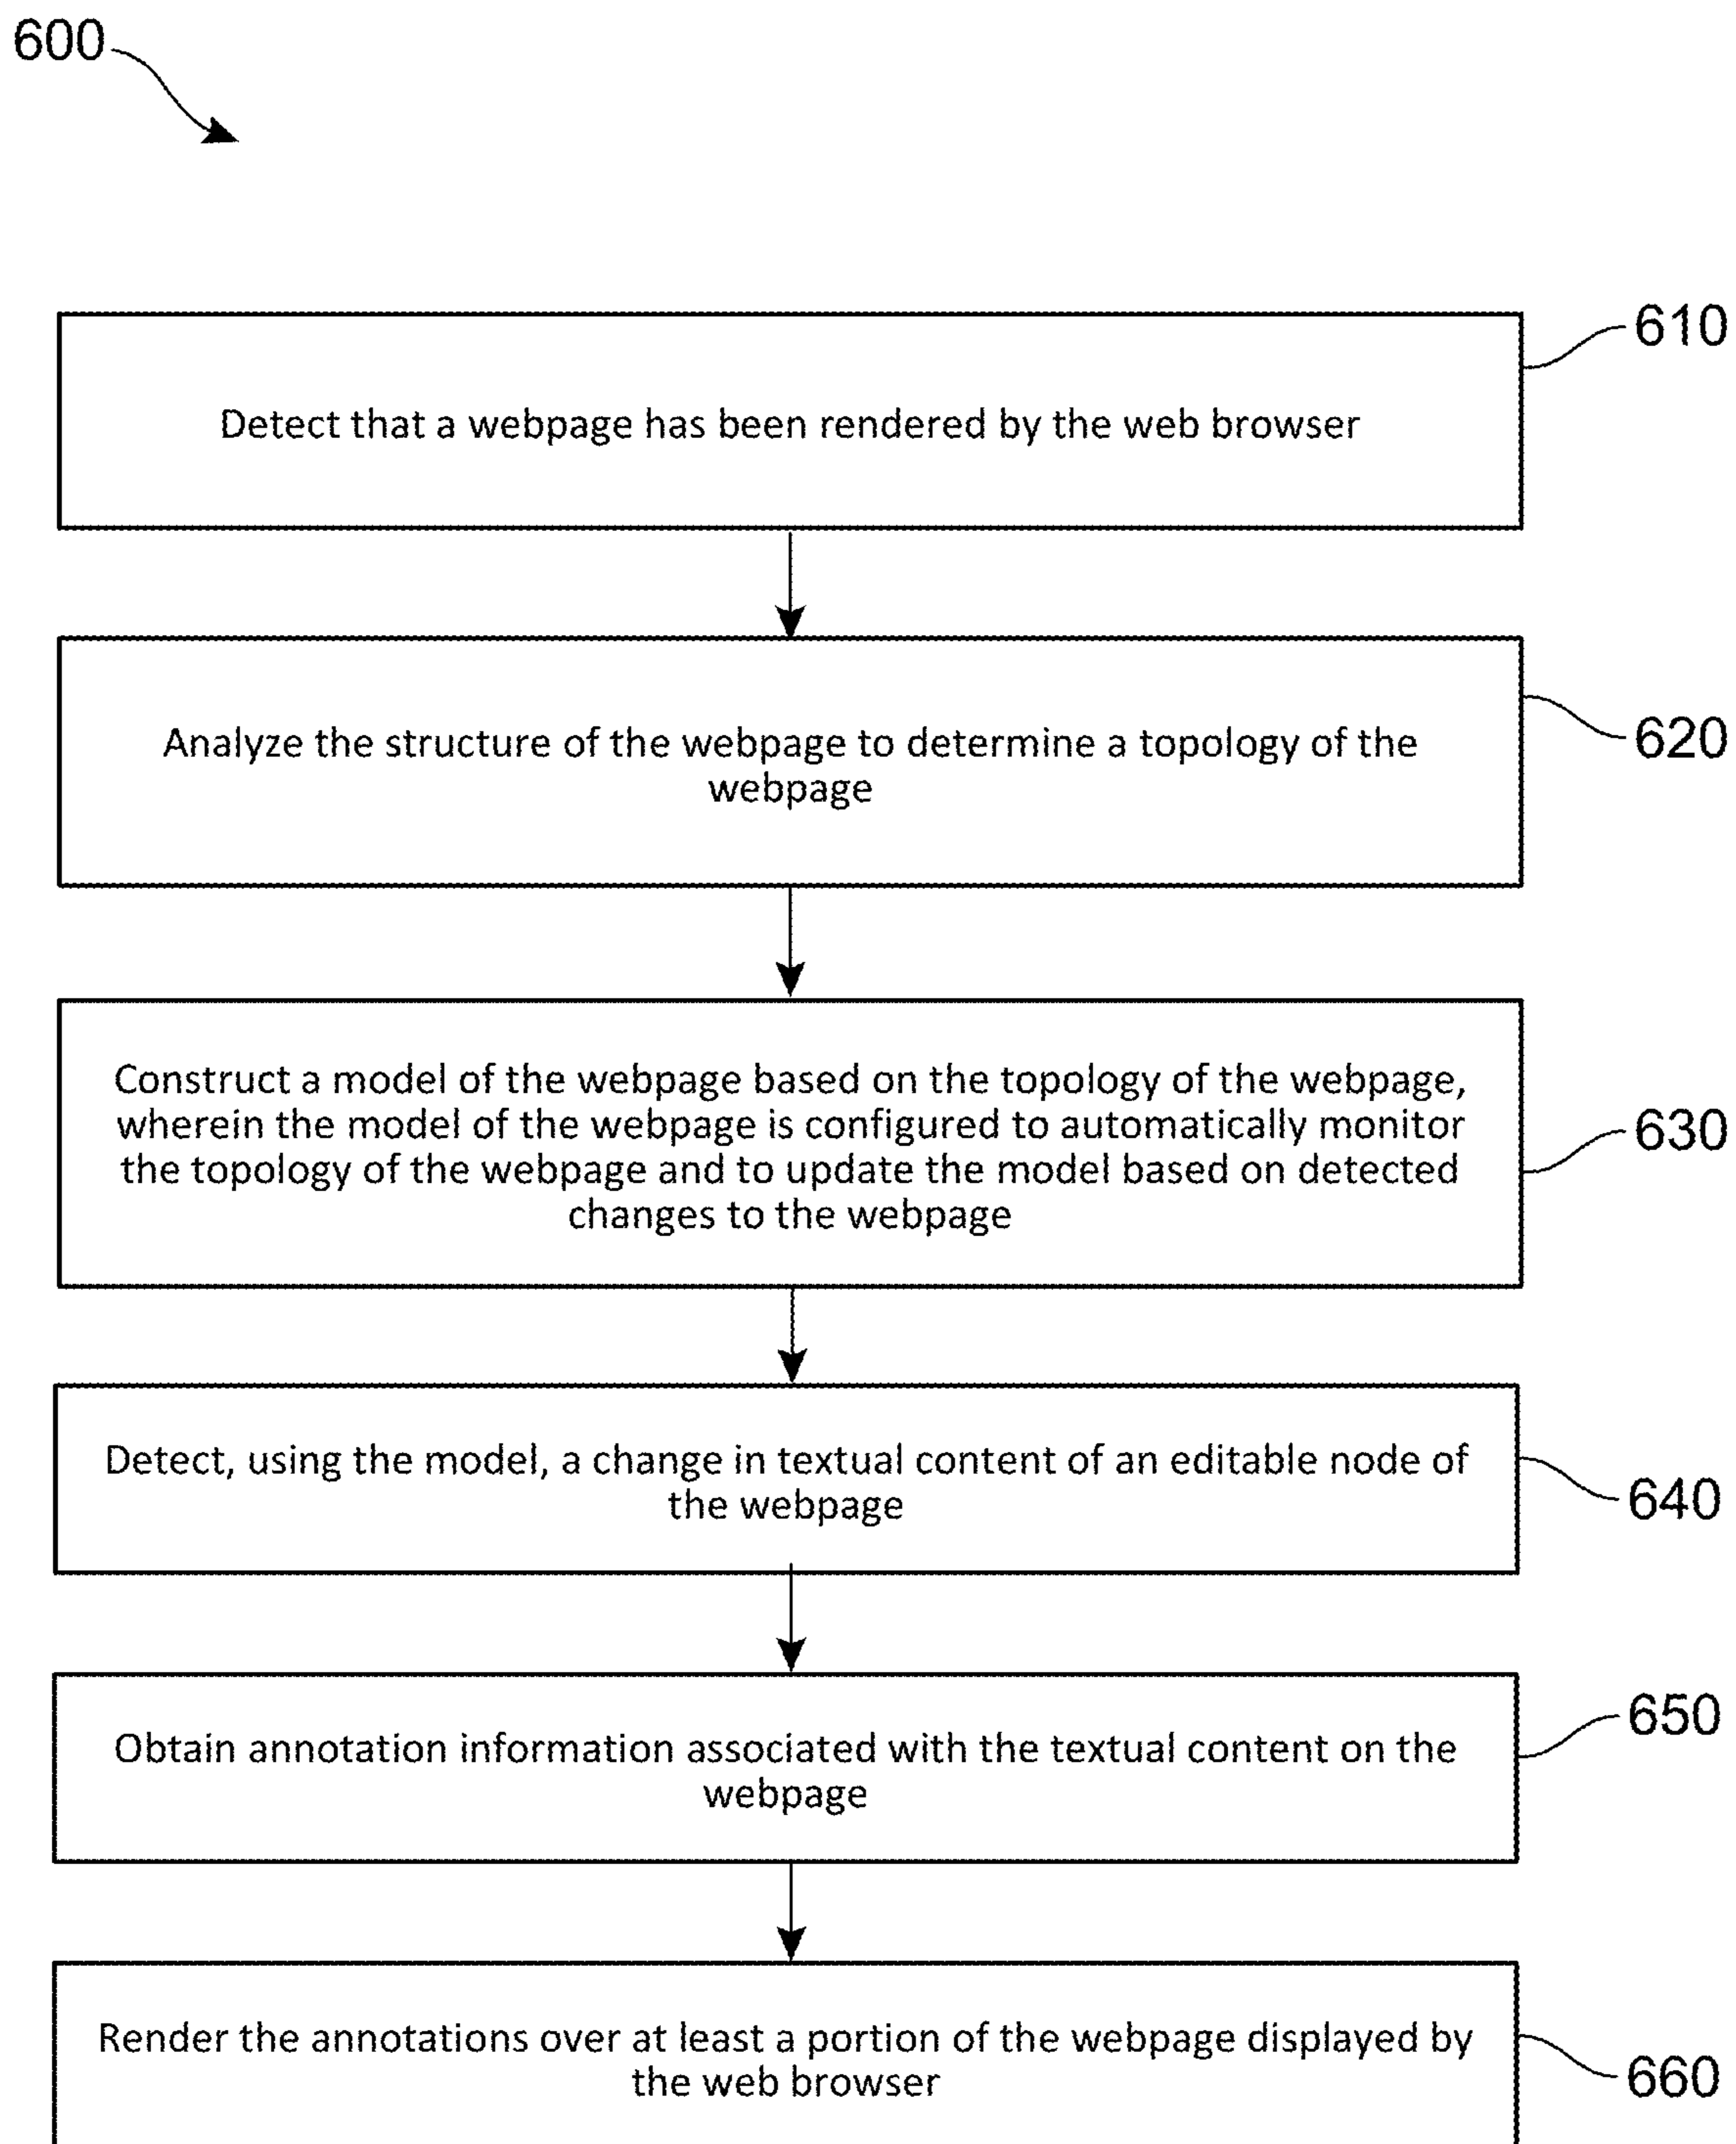 600
610
Detect that a webpage has been rendered by the web browser
620
Analyze the structure of the webpage to determine a topology of the
webpage
630
Construct a model of the webpage based on the topology of the webpage,
wherein the model of the webpage is configured to automatically monitor
the topology of the webpage and to update the model based on detected
changes to the webpage
640
Detect, using the model, a change in textual content of an editable node of
the webpage
650
Obtain annotation information associated with the textual content on the
webpage
660
Render the annotations over at least a portion of the webpage displayed by
the web browser